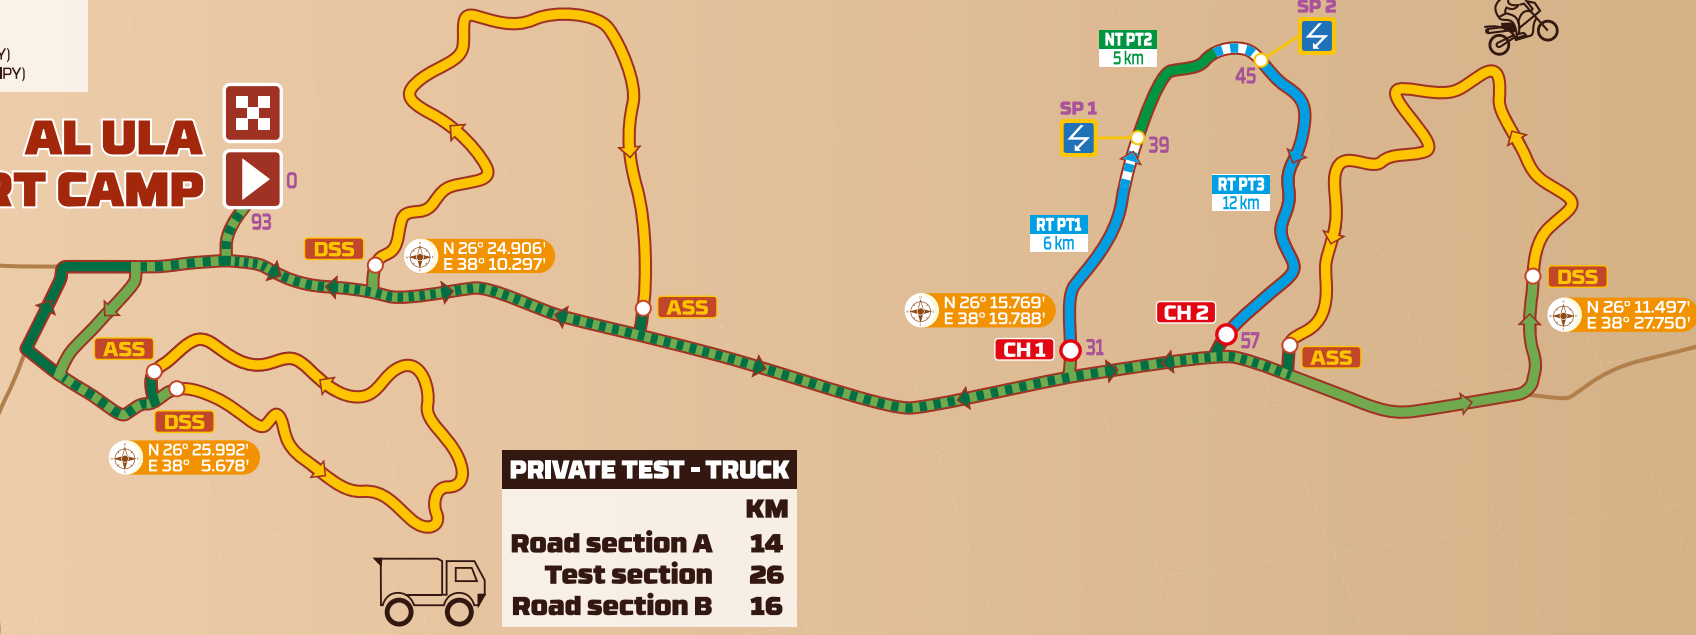 Y)
PY)
AL ULA
RT CAMP
0
93
DSS
N 26° 24.906'
E 38° 10.297'
ASS
ASS
DSS
N 26° 25.992'
E 38° 5.678'
PRIVATE TEST - TRUCK
KM
Road section A 14
Test section 26
Road section B 16
N 26° 15.769'
E 38° 19.788'
CH 1
31
RT PT1
6 km
SP 1
39
NT PT2
5 km
SP 2
45
RT PT3
12 km
CH 2
57
ASS
DSS
N 26° 11.497'
E 38° 27.750'